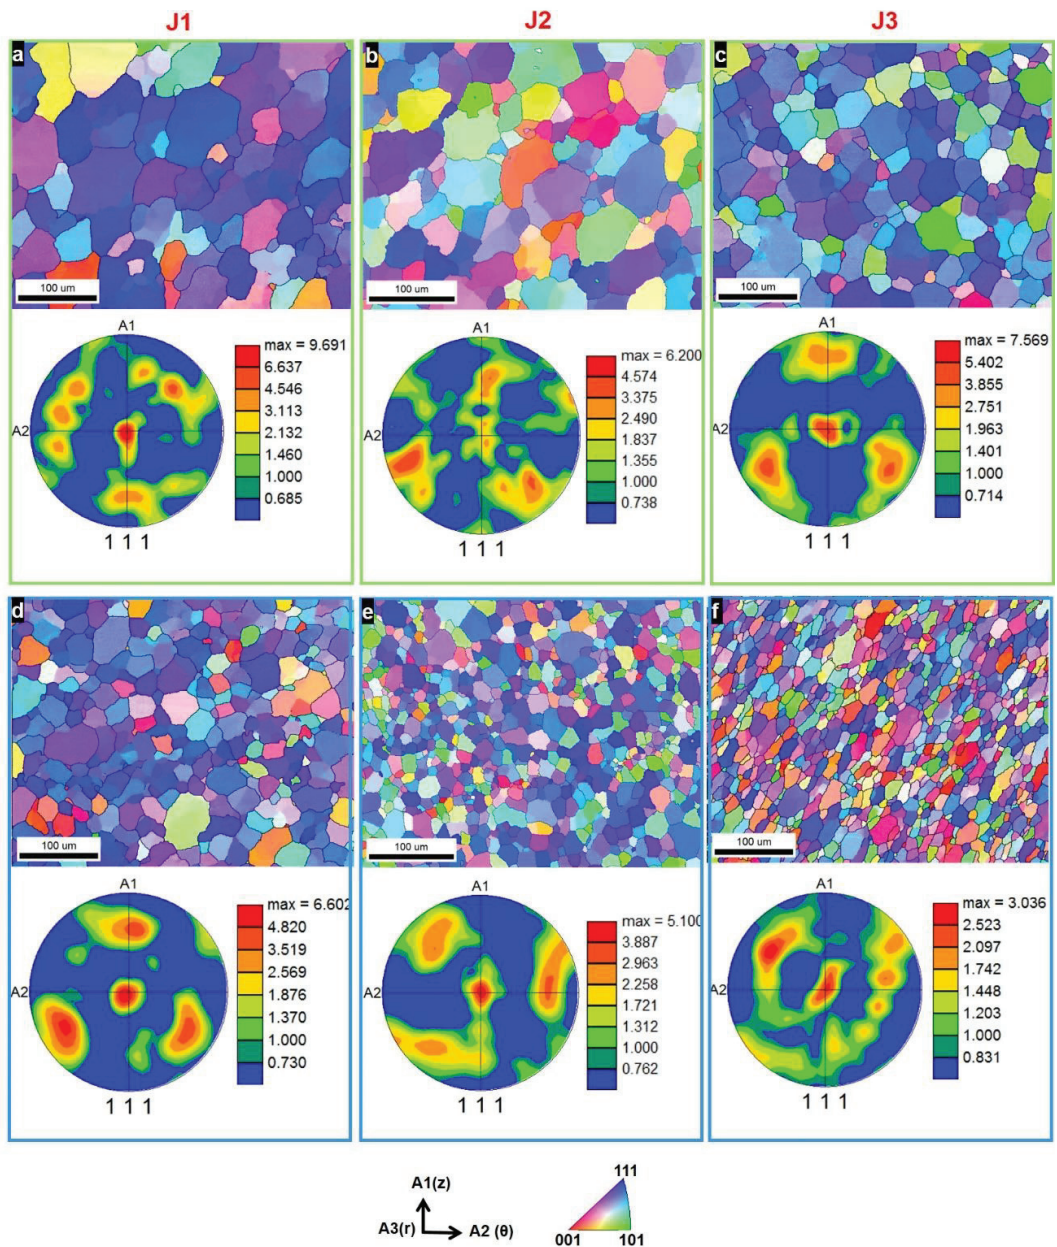 J1
J2
J3
a
b
c
100 um
100 um
100 um
A1
A2
1 1 1
max = 9.691
6.637
4.546
3.113
2.132
1.460
1.000
0.685
A1
A2
1 1 1
max = 6.200
4.574
3.375
2.490
1.837
1.355
1.000
0.738
A1
A2
1 1 1
max = 7.569
5.402
3.855
2.751
1.963
1.401
1.000
0.714
d
e
f
100 um
100 um
100 um
A1
A2
1 1 1
max = 6.602
4.820
3.519
2.569
1.876
1.370
1.000
0.730
A1
A2
1 1 1
max = 5.100
3.887
2.963
2.258
1.721
1.312
1.000
0.762
A1
A2
1 1 1
max = 3.036
2.523
2.097
1.742
1.448
1.203
1.000
0.831
A1(z)
A3(r)
A2 (θ)
111
001
101